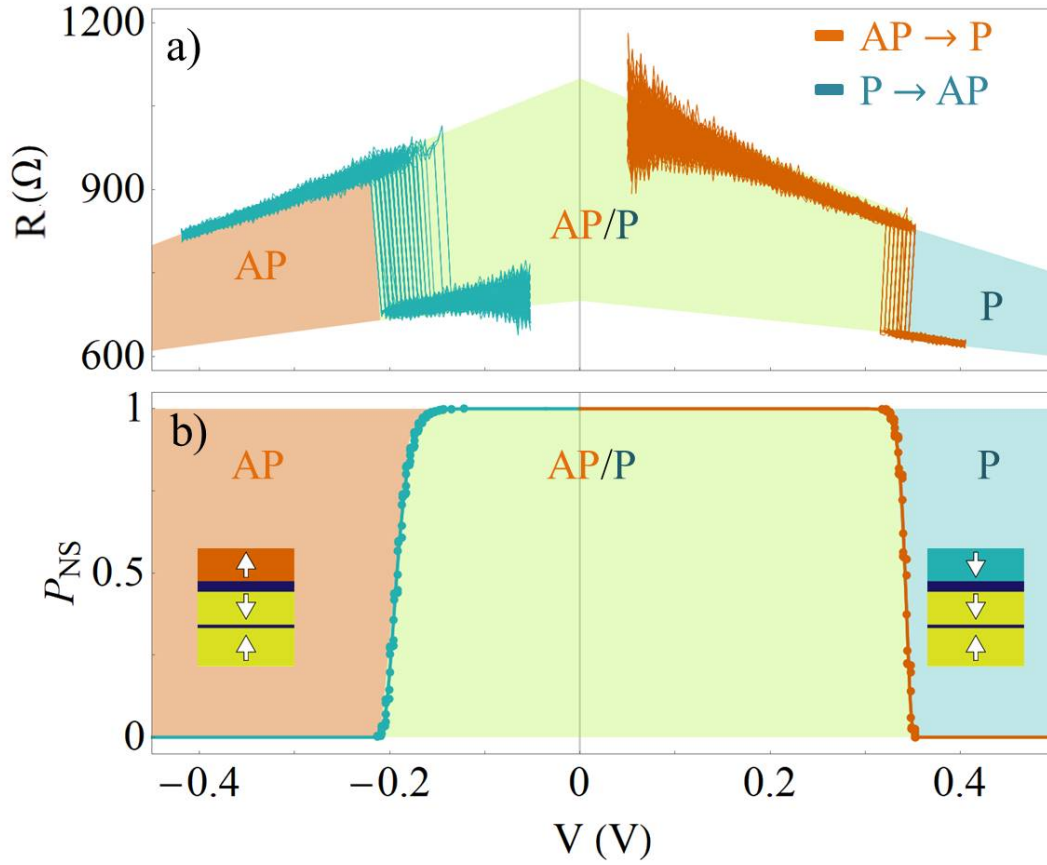 1200
a)
AP → P
P → AP
900
R (Ω)
AP
AP/P
P
600
1
b)
AP
AP/P
P
P_NS
0.5
0
−0.4
−0.2
0
0.2
0.4
V (V)